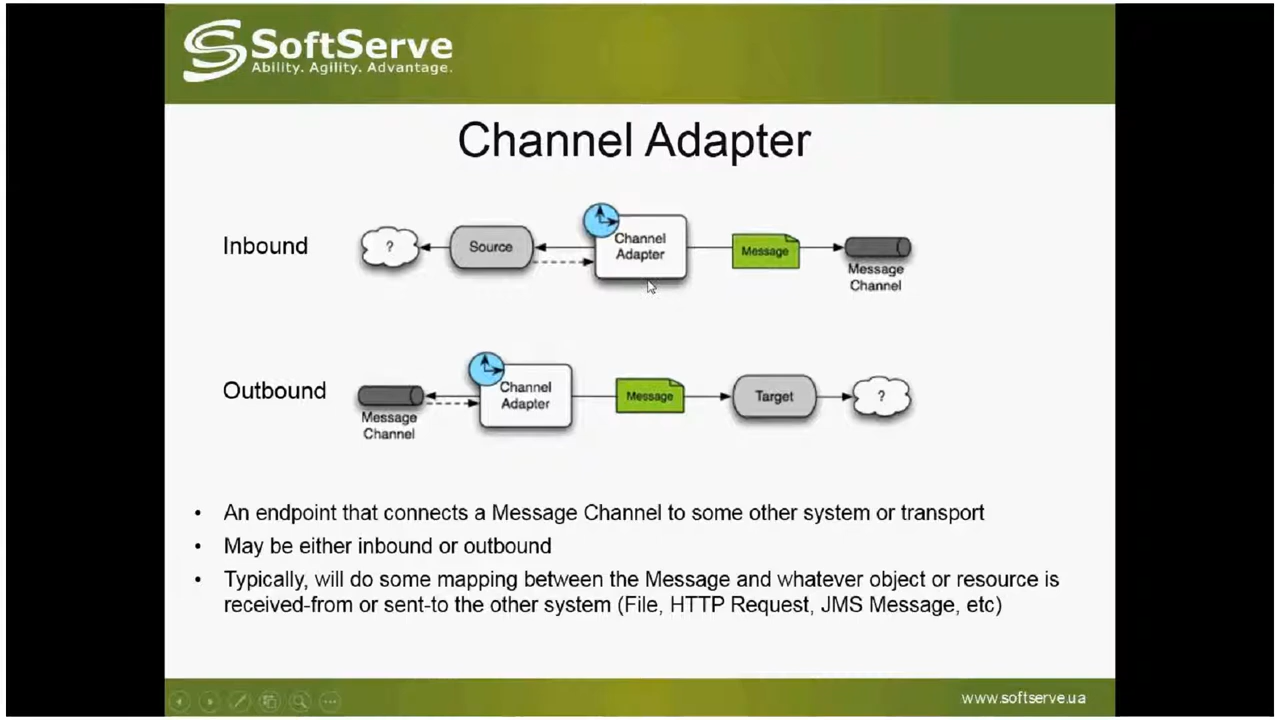 SoftServe
Ability. Agility. Advantage.
Channel Adapter
Inbound
?
Source
Channel
Adapter
Message
Message
Channel
Outbound
Message
Channel
Channel
Adapter
Message
Target
?
• An endpoint that connects a Message Channel to some other system or transport
• May be either inbound or outbound
• Typically, will do some mapping between the Message and whatever object or resource is
received-from or sent-to the other system (File, HTTP Request, JMS Message, etc)
www.softserve.ua